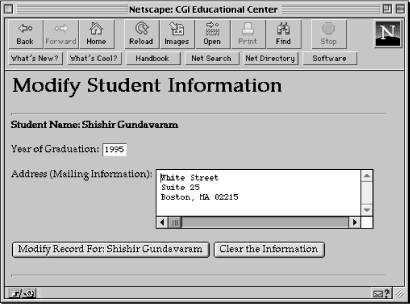 Netscape: CGI Educational Center
Back Forward Home Reload Images Open Print Find Stop
N
What's New? What's Cool? Handbook Net Search Net Directory Software
Modify Student Information
Student Name: Shishir Gundavaram
Year of Graduation: 1995
Address (Mailing Information):
White Street
Suite 25
Boston, MA 02215
Modify Record For: Shishir Gundavaram Clear the Information
?